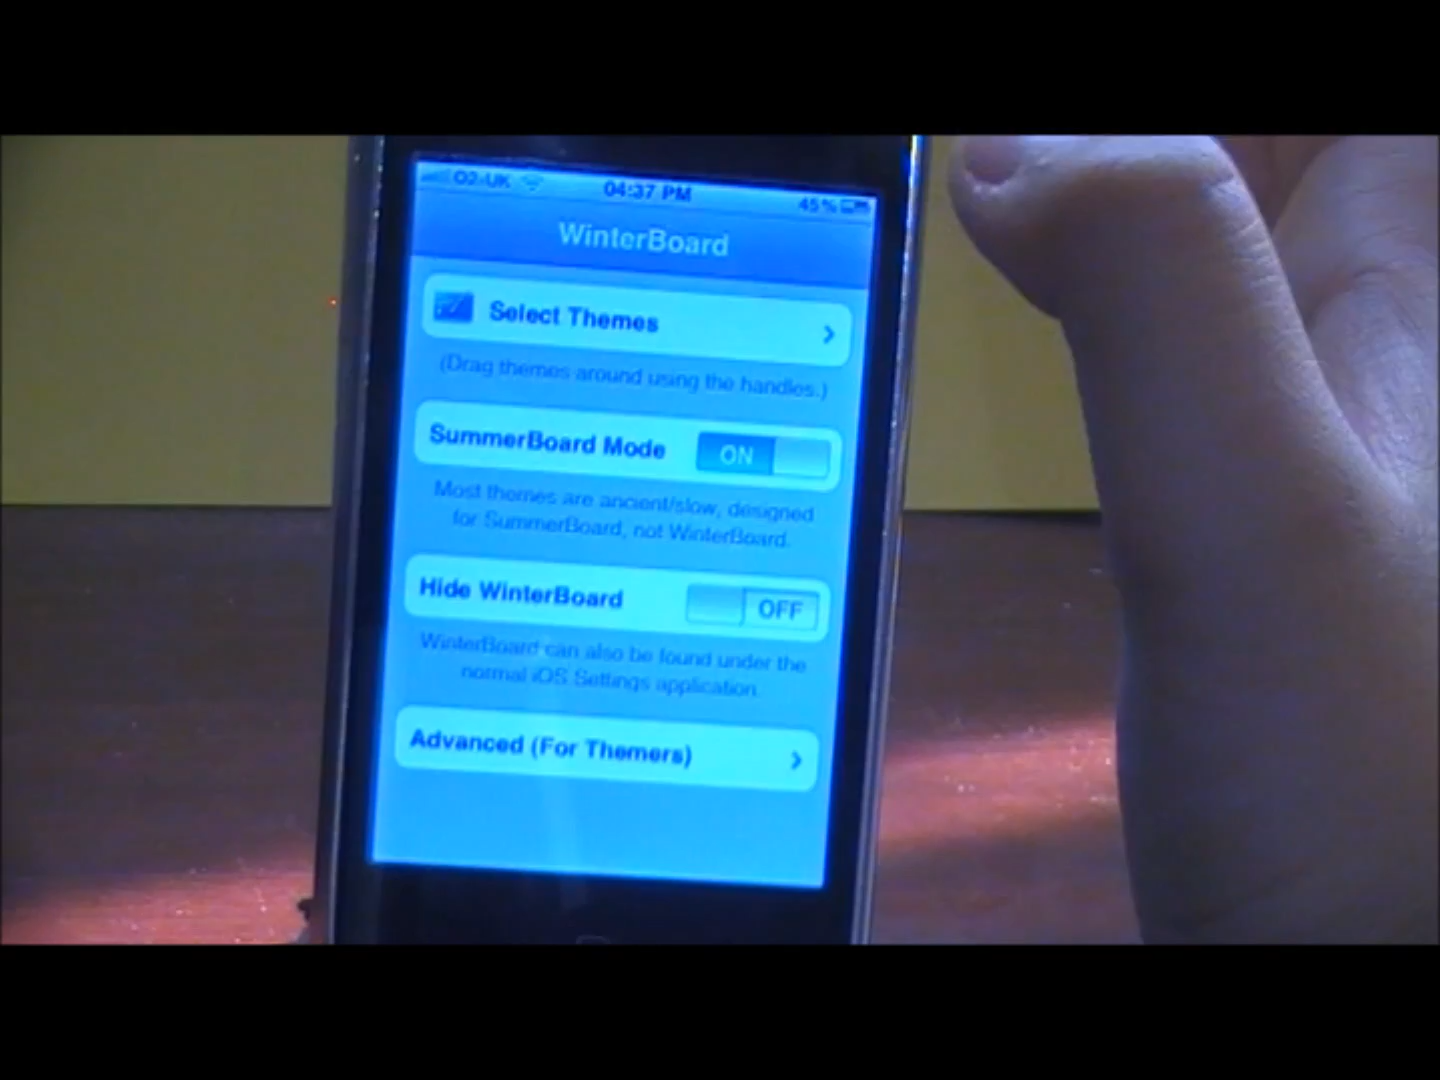 O2-UK 04:37 PM 45%
WinterBoard
Select Themes
(Drag themes around using the handles.)
SummerBoard Mode ON
Most themes are ancient/slow, designed
for SummerBoard, not WinterBoard.
Hide WinterBoard OFF
WinterBoard can also be found under the
normal iOS Settings application.
Advanced (For Themers)